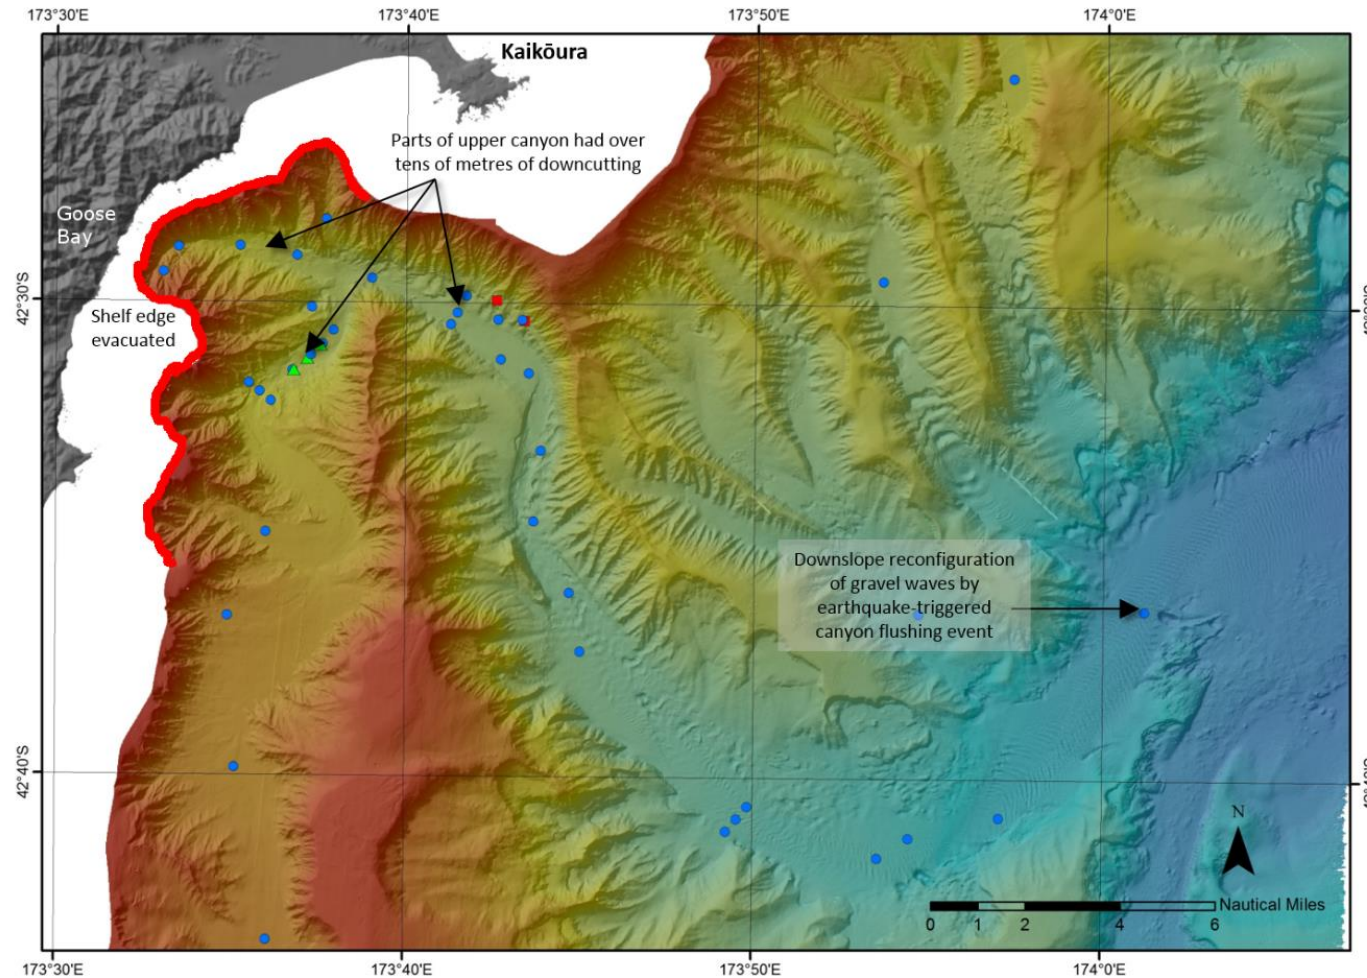 173°30'E 173°40'E 173°50'E 174°0'E
Kaikōura
Parts of upper canyon had over
tens of metres of downcutting
Goose
Bay
42°30'S
Shelf edge
evacuated
Downslope reconfiguration
of gravel waves by
earthquake-triggered
canyon flushing event
42°40'S
N
Nautical Miles
0 1 2 4 6
173°30'E 173°40'E 173°50'E 174°0'E